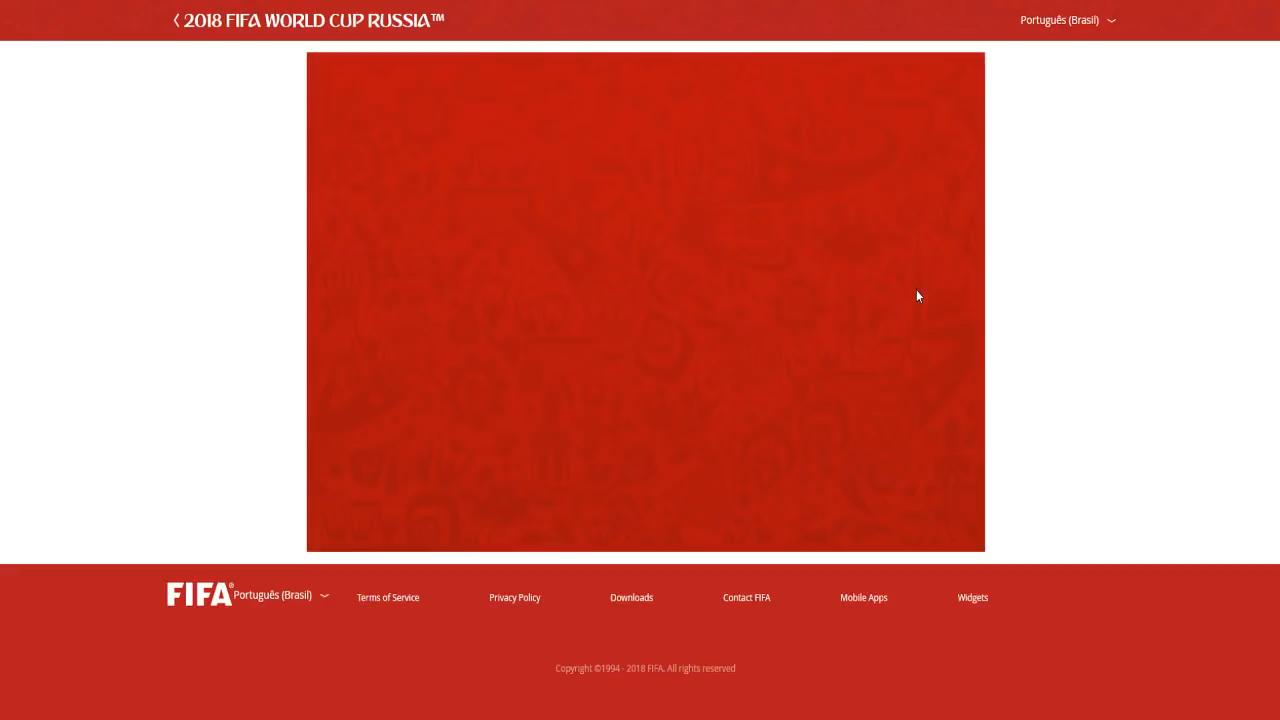 2018 FIFA WORLD CUP RUSSIA™
Português (Brasil)
FIFA®
Português (Brasil)
Terms of Service
Privacy Policy
Downloads
Contact FIFA
Mobile Apps
Widgets
Copyright ©1994 - 2018 FIFA. All rights reserved